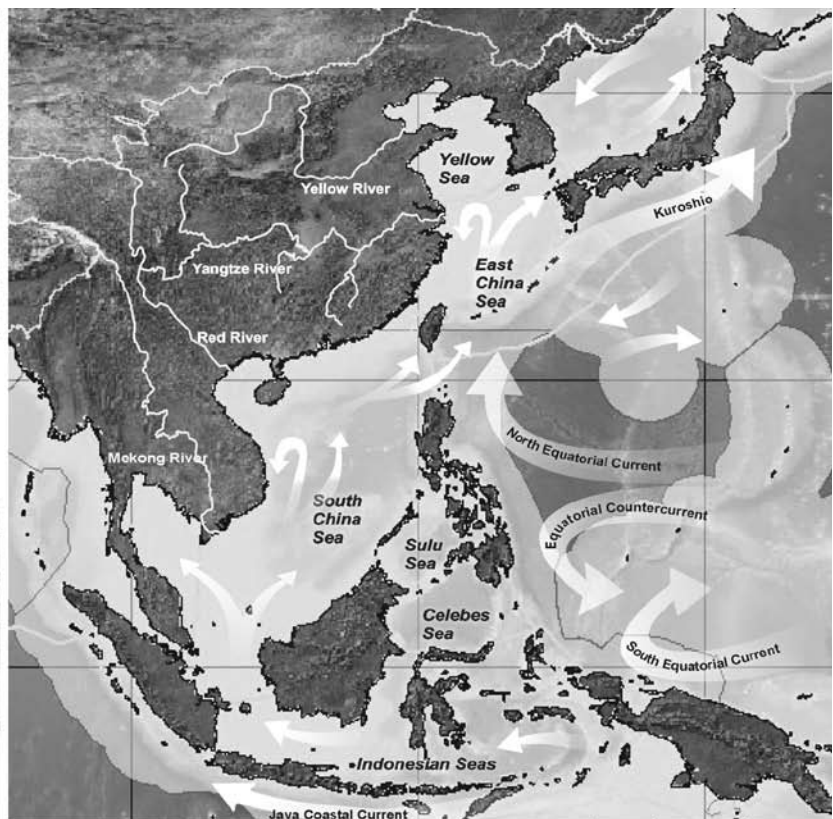 Yellow
Sea
Yellow River
Kuroshio
Yangtze River
East
China
Sea
Red River
North Equatorial Current
Mekong River
South
China
Sea
Equatorial Countercurrent
Sulu
Sea
Celebes
Sea
South Equatorial Current
Indonesian Seas
Java Coastal Current